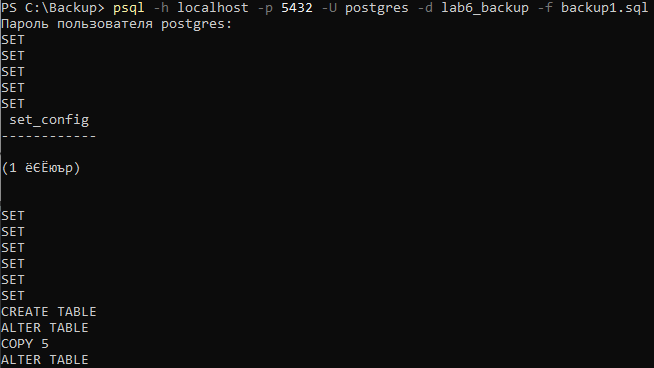 PS C:\Backup> psql -h localhost -p 5432 -U postgres -d lab6_backup -f backup1.sql
Пароль пользователя postgres:
SET
SET
SET
SET
SET
 set_config
------------

(1 ёЄЁюър)


SET
SET
SET
SET
SET
SET
CREATE TABLE
ALTER TABLE
COPY 5
ALTER TABLE